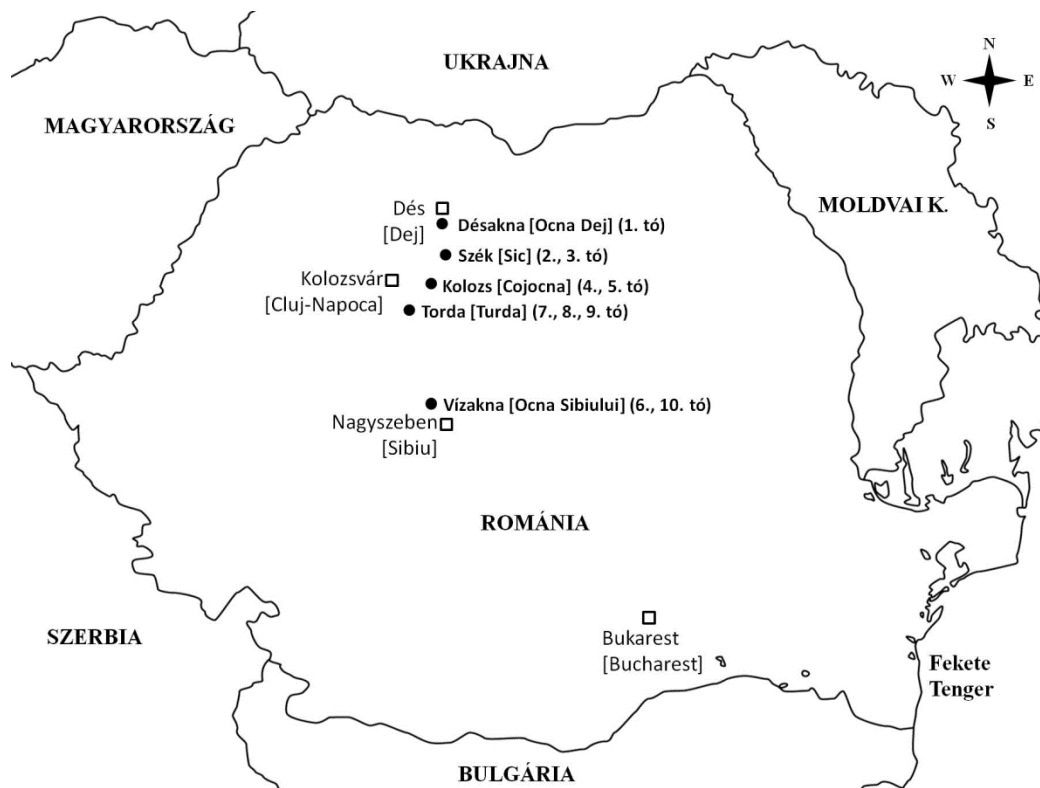 UKRAJNA
N
W E
S
MAGYARORSZÁG
MOLDVAI K.
Dés
[Dej]
Désakna [Ocna Dej] (1. tó)
Szék [Sic] (2., 3. tó)
Kolozsvár
[Cluj-Napoca]
Kolozs [Cojocna] (4., 5. tó)
Torda [Turda] (7., 8., 9. tó)
Vízakna [Ocna Sibiului] (6., 10. tó)
Nagyszeben
[Sibiu]
ROMÁNIA
SZERBIA
Bukarest
[Bucharest]
Fekete
Tenger
BULGÁRIA